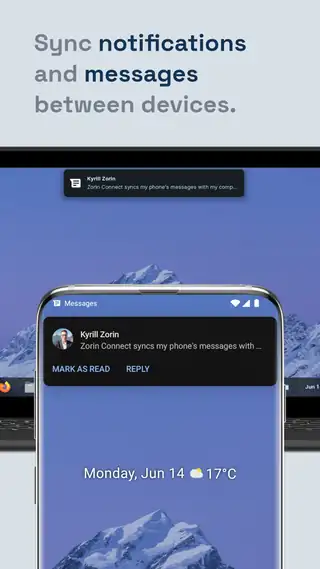 Sync notifications
and messages
between devices.
Kyrill Zorin
Zorin Connect syncs my phone's messages with my comp...
Messages
Kyrill Zorin
Zorin Connect syncs my phone's messages with ...
MARK AS READ REPLY
Jun 1
Monday, Jun 14 17°C